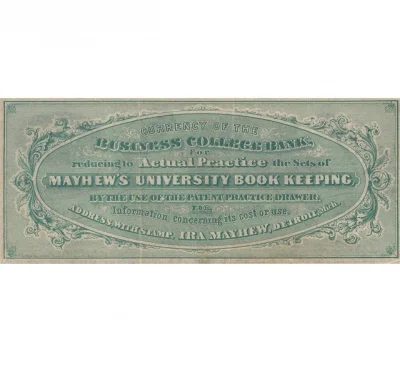 CURRENCY OF THE
BUSINESS COLLEGE BANK,
FOR
reducing to Actual Practice the Sets of
MAYHEW'S UNIVERSITY BOOK KEEPING,
BY THE USE OF THE PATENT PRACTICE DRAWER.
FOR
Information concerning its cost or use,
ADDRESS, WITH STAMP, IRA MAYHEW, DETROIT, MICH.